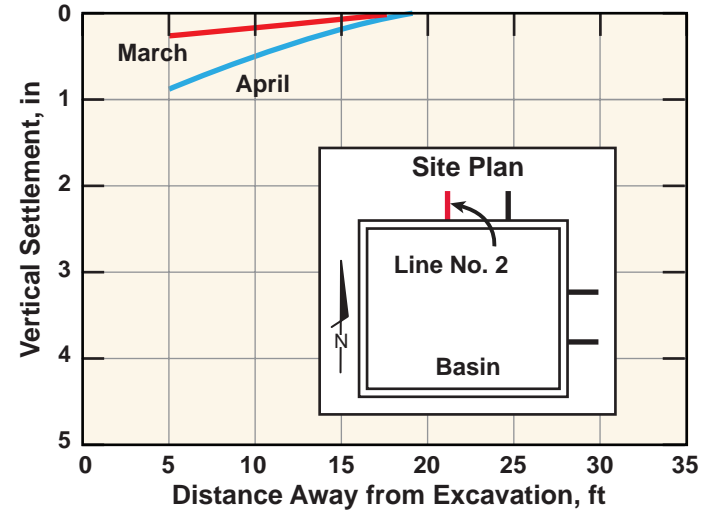 0
March
April
1
Vertical Settlement, in
2
3
4
5
Site Plan
Line No. 2
N
Basin
0 5 10 15 20 25 30 35
Distance Away from Excavation, ft